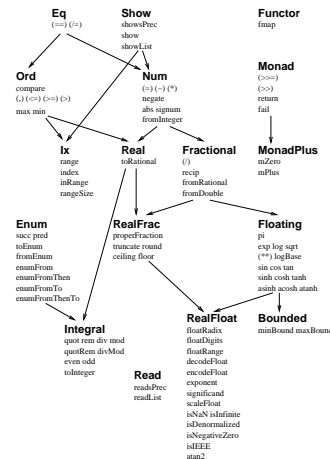 Eq
(==) (/=)
Show
showsPrec
show
showList
Functor
fmap
Ord
compare
(,) (<=) (>=) (>)
max min
Num
(=) (−) (*)
negate
abs signum
fromInteger
Monad
(>>=)
(>>)
return
fail
Ix
range
index
inRange
rangeSize
Real
toRational
Fractional
(/)
recip
fromRational
fromDouble
MonadPlus
mZero
mPlus
Enum
succ pred
toEnum
fromEnum
enumFrom
enumFromThen
enumFromTo
enumFromThenTo
RealFrac
properFraction
truncate round
ceiling floor
Floating
pi
exp log sqrt
(**) logBase
sin cos tan
sinh cosh tanh
asinh acosh atanh
Integral
quot rem div mod
quotRem divMod
even odd
toInteger
Read
readsPrec
readList
RealFloat
floatRadix
floatDigits
floatRange
decodeFloat
encodeFloat
exponent
significand
scaleFloat
isNaN isInfinite
isDenormalized
isNegativeZero
isIEEE
atan2
Bounded
minBound maxBound